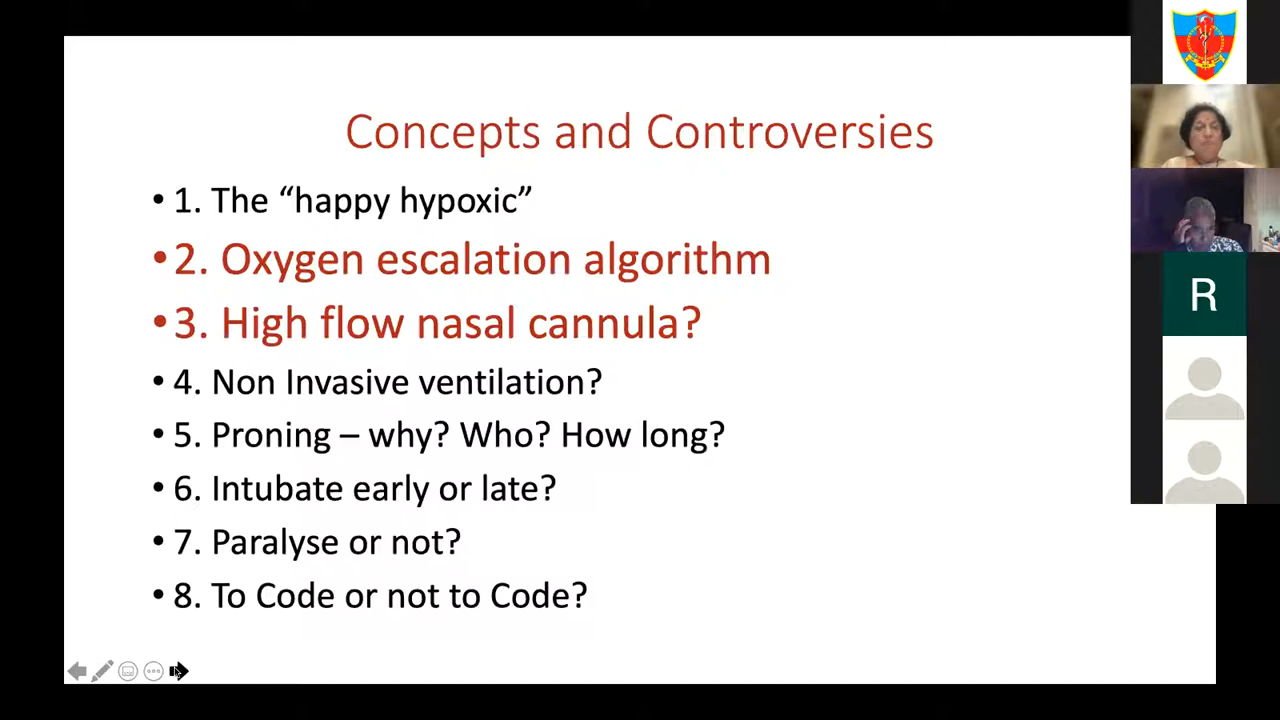 Concepts and Controversies
• 1. The “happy hypoxic”
• 2. Oxygen escalation algorithm
• 3. High flow nasal cannula?
• 4. Non Invasive ventilation?
• 5. Proning – why? Who? How long?
• 6. Intubate early or late?
• 7. Paralyse or not?
• 8. To Code or not to Code?
R